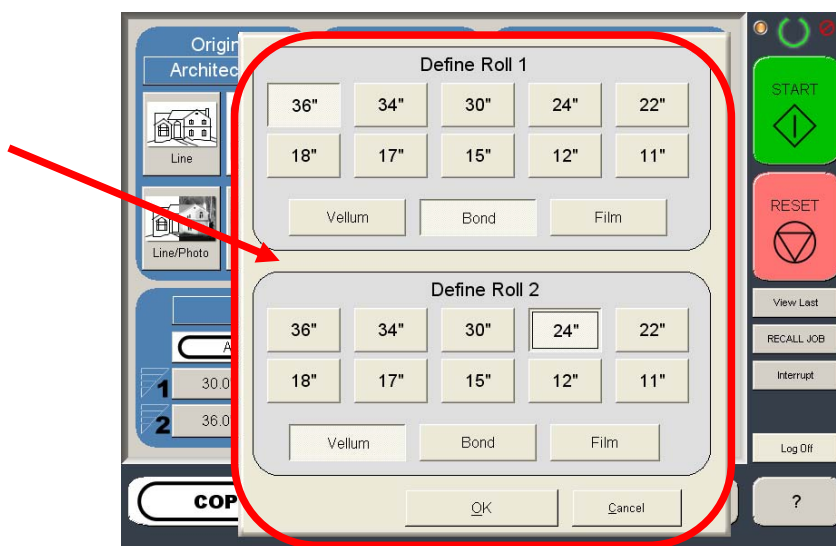 Origin
Architec
Line
Line/Photo
A
1 30.0
2 36.0
COP
Define Roll 1
36" 34" 30" 24" 22"
18" 17" 15" 12" 11"
Vellum Bond Film
Define Roll 2
36" 34" 30" 24" 22"
18" 17" 15" 12" 11"
Vellum Bond Film
OK Cancel
START
RESET
View Last
RECALL JOB
Interrupt
Log Off
?